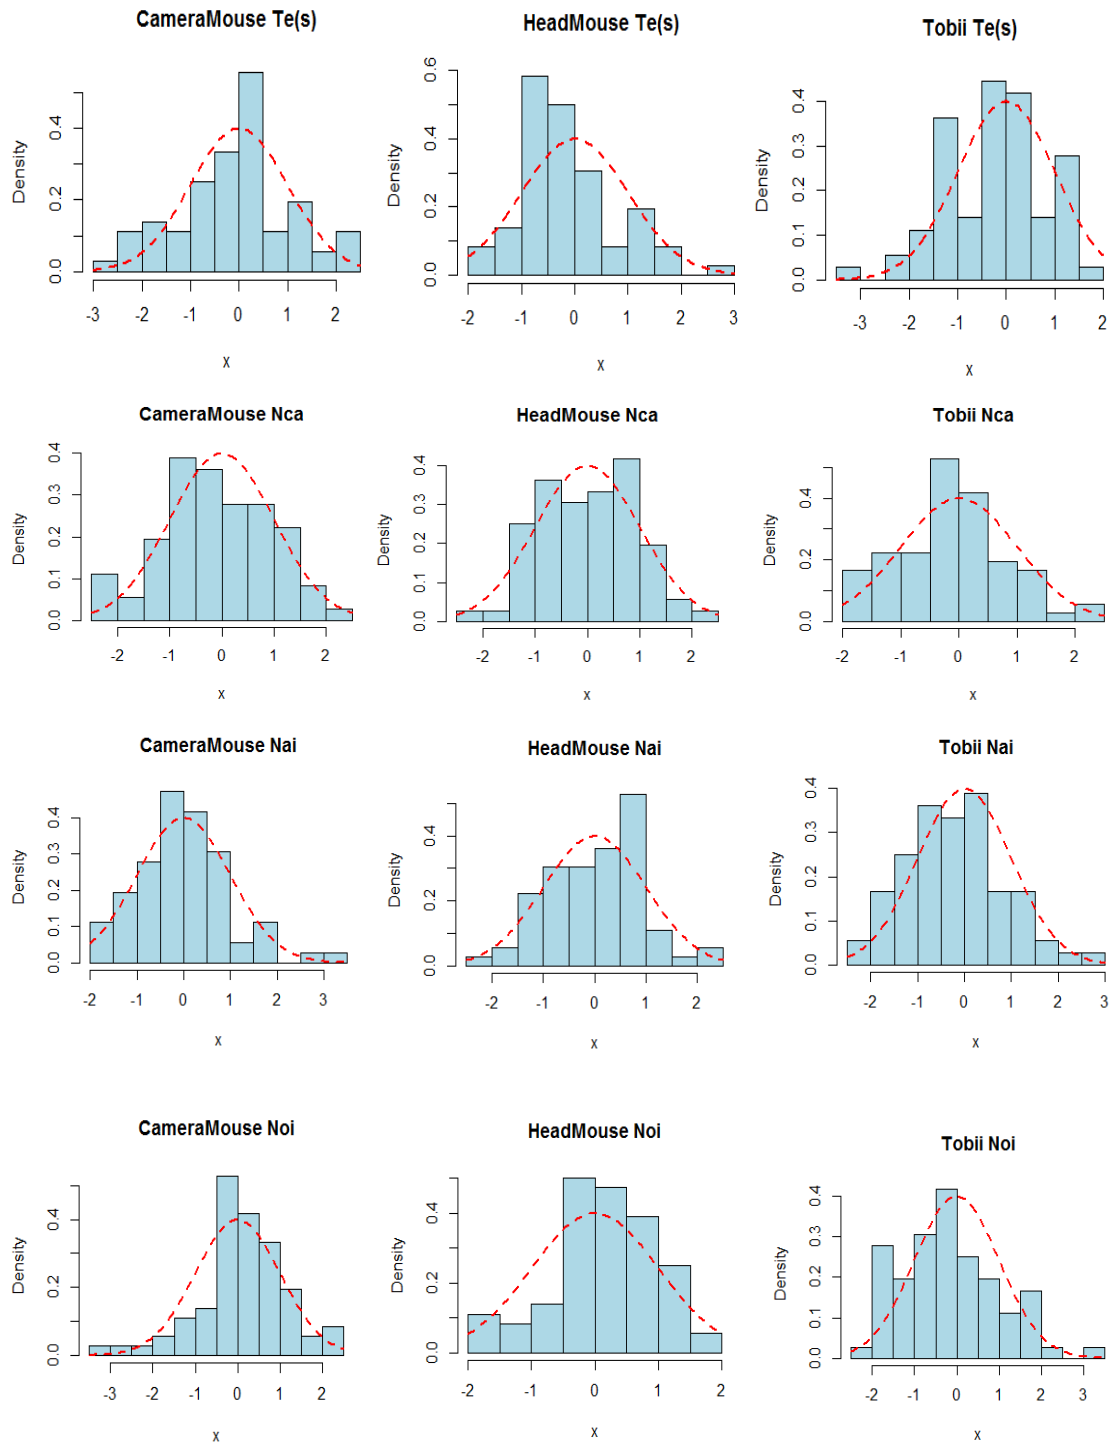 CameraMouse Te(s)
HeadMouse Te(s)
Tobii Te(s)
Density
0.0 0.2 0.4
-3 -2 -1 0 1 2
x
Density
0.0 0.2 0.4 0.6
-2 -1 0 1 2 3
x
Density
0.0 0.1 0.2 0.3 0.4
-3 -2 -1 0 1 2
x
CameraMouse Nca
HeadMouse Nca
Tobii Nca
Density
0.0 0.1 0.2 0.3 0.4
-2 -1 0 1 2
x
Density
0.0 0.1 0.2 0.3 0.4
-2 -1 0 1 2
x
Density
0.0 0.2 0.4
-2 -1 0 1 2
x
CameraMouse Nai
HeadMouse Nai
Tobii Nai
Density
0.0 0.1 0.2 0.3 0.4
-2 -1 0 1 2 3
x
Density
0.0 0.2 0.4
-2 -1 0 1 2
x
Density
0.0 0.1 0.2 0.3 0.4
-2 -1 0 1 2 3
x
CameraMouse Noi
HeadMouse Noi
Tobii Noi
Density
0.0 0.2 0.4
-3 -2 -1 0 1 2
x
Density
0.0 0.2 0.4
-2 -1 0 1 2
x
Density
0.0 0.1 0.2 0.3 0.4
-2 -1 0 1 2 3
x